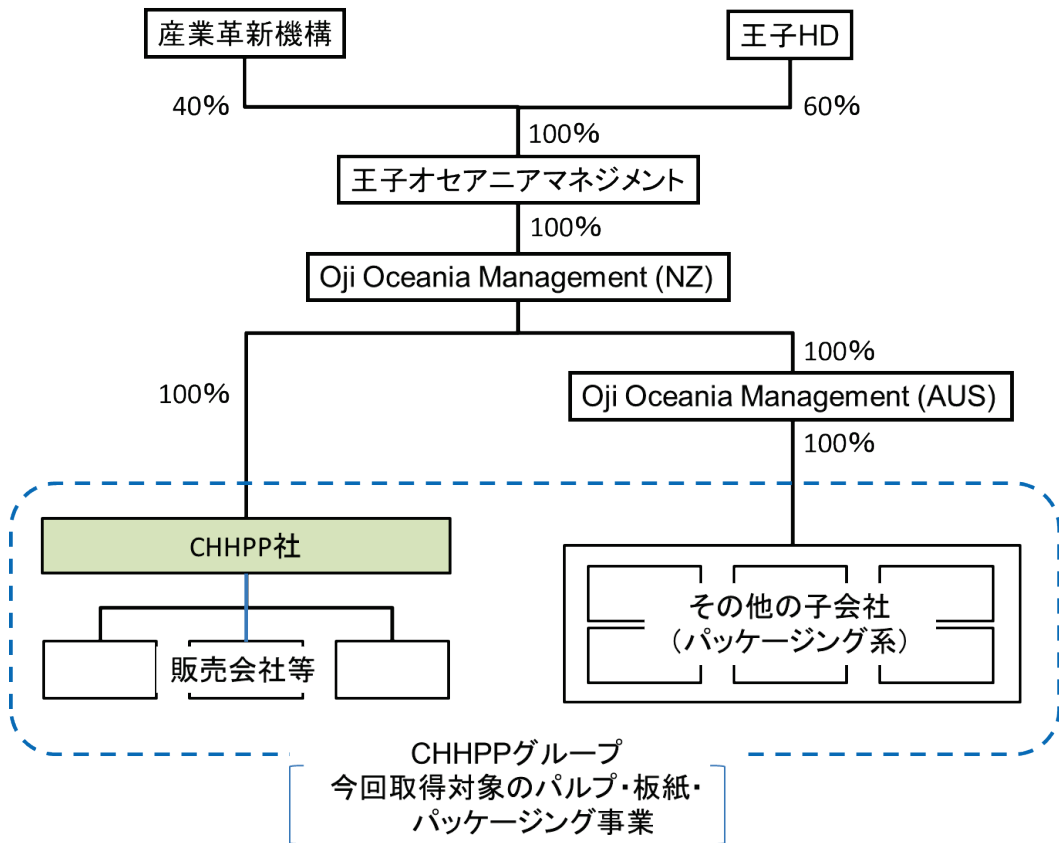 産業革新機構
王子HD
40%
60%
100%
王子オセアニアマネジメント
100%
Oji Oceania Management (NZ)
100%
100%
Oji Oceania Management (AUS)
100%
CHHPP社
販売会社等
その他の子会社
（パッケージング系）
CHHPPグループ
今回取得対象のパルプ・板紙・
パッケージング事業